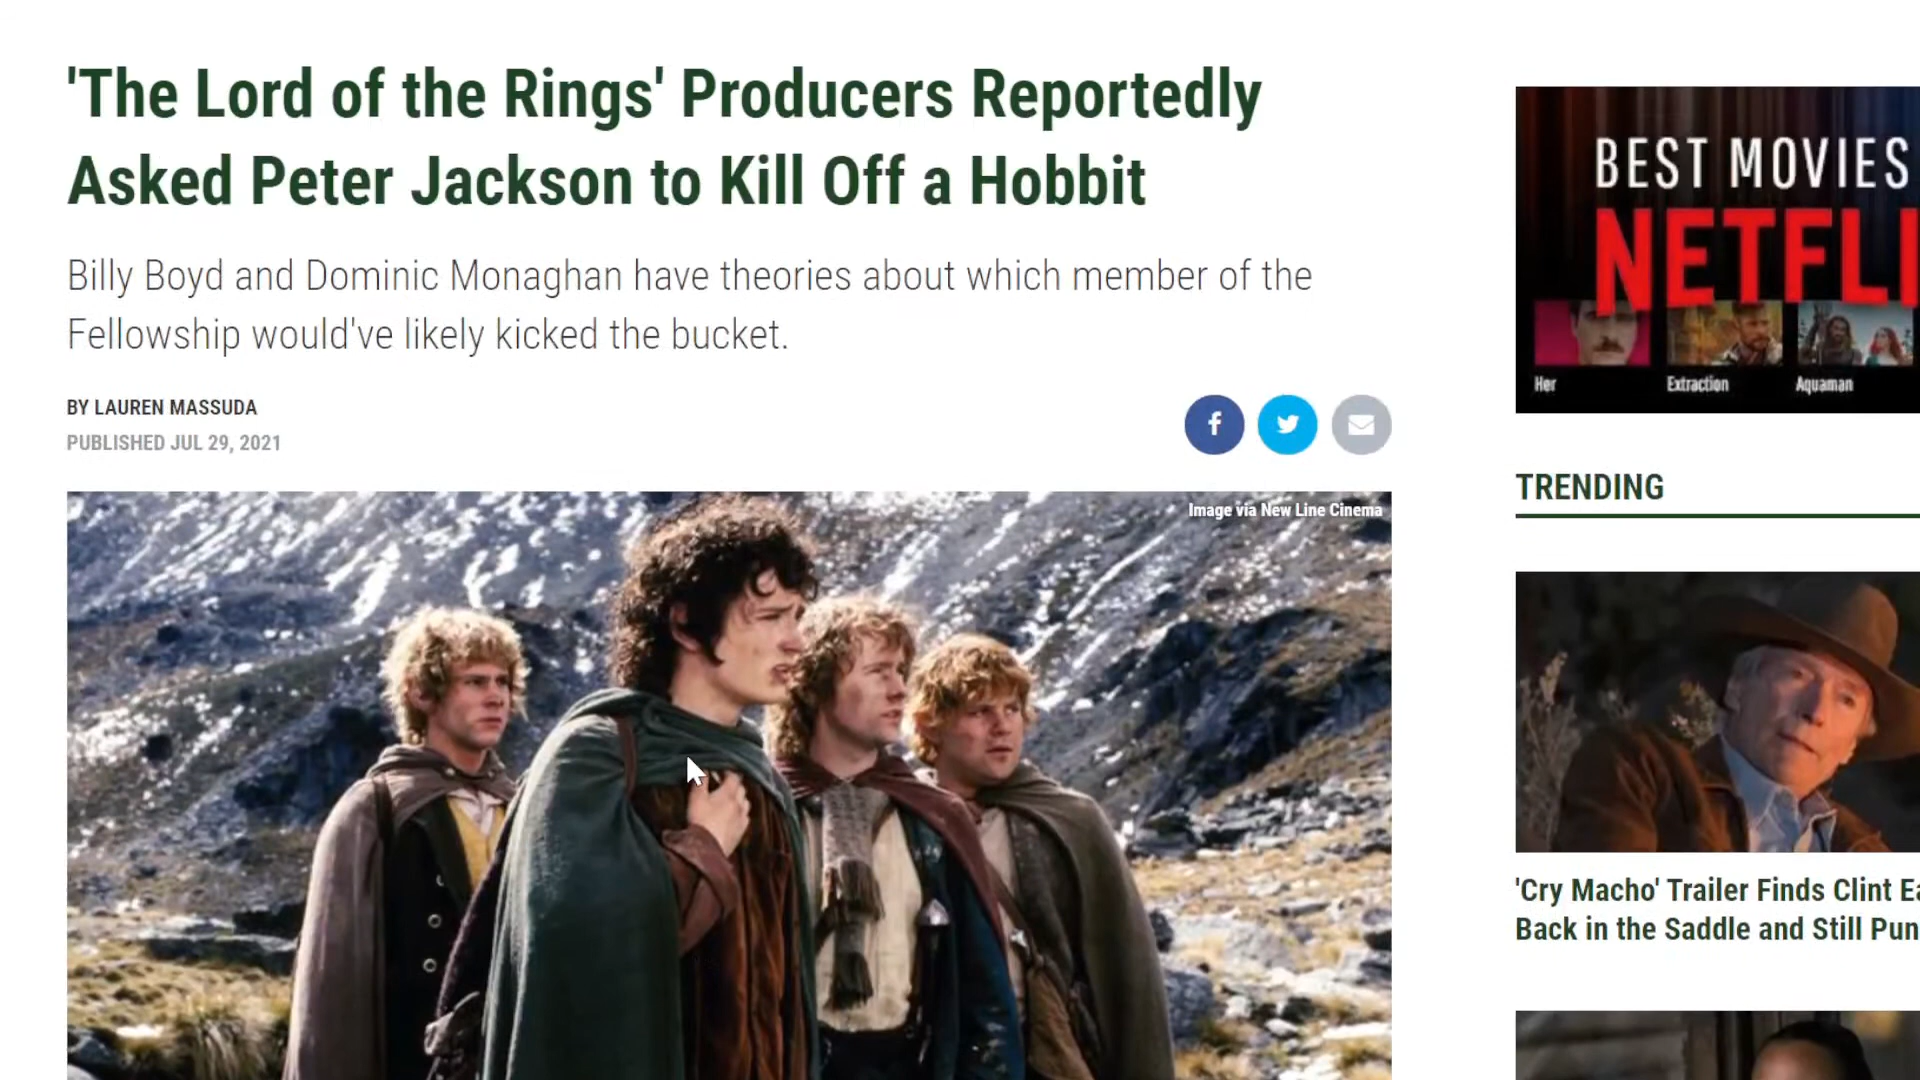 'The Lord of the Rings' Producers Reportedly
Asked Peter Jackson to Kill Off a Hobbit
Billy Boyd and Dominic Monaghan have theories about which member of the
Fellowship would've likely kicked the bucket.
BY LAUREN MASSUDA
PUBLISHED JUL 29, 2021
Image via New Line Cinema
BEST MOVIES
NETFLI
Her
Extraction
Aquaman
TRENDING
'Cry Macho' Trailer Finds Clint Ea
Back in the Saddle and Still Pun